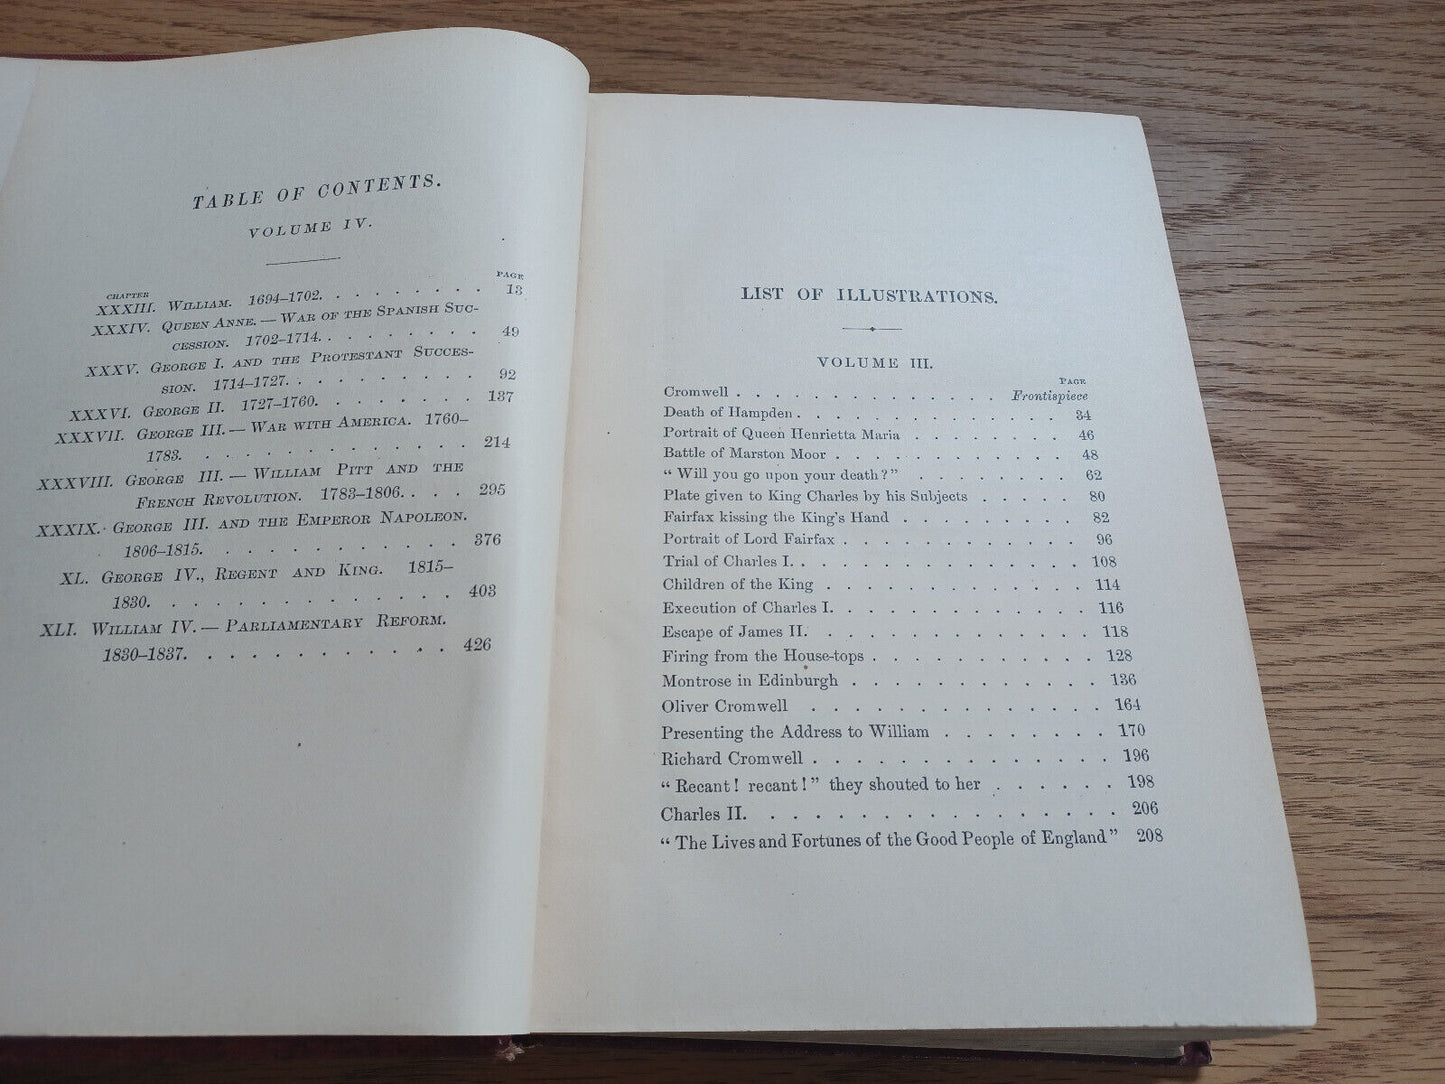 TABLE OF CONTENTS.
VOLUME IV.
CHAPTER PAGE
XXXIII. WILLIAM. 1694–1702. . . . . . . . . 13
XXXIV. QUEEN ANNE. — WAR OF THE SPANISH SUC-
CESSION. 1702–1714. . . . . . . . . 49
XXXV. GEORGE I. AND THE PROTESTANT SUCCES-
SION. 1714–1727. . . . . . . . . . 92
XXXVI. GEORGE II. 1727–1760. . . . . . . . 137
XXXVII. GEORGE III. — WAR WITH AMERICA. 1760–
1783. . . . . . . . . . . . . 214
XXXVIII. GEORGE III. — WILLIAM PITT AND THE
FRENCH REVOLUTION. 1783–1806. . . . 295
XXXIX. GEORGE III. AND THE EMPEROR NAPOLEON.
1806–1815. . . . . . . . . . . . 376
XL. GEORGE IV., REGENT AND KING. 1815–
1830. . . . . . . . . . . . . . 403
XLI. WILLIAM IV. — PARLIAMENTARY REFORM.
1830–1837. . . . . . . . . . . . 426
LIST OF ILLUSTRATIONS.
VOLUME III.
PAGE
Cromwell . . . . . . . . . . . . . . Frontispiece
Death of Hampden . . . . . . . . . . . . . 34
Portrait of Queen Henrietta Maria . . . . . . . . 46
Battle of Marston Moor . . . . . . . . . . . 48
“ Will you go upon your death ? ” . . . . . . . . 62
Plate given to King Charles by his Subjects . . . . . 80
Fairfax kissing the King's Hand . . . . . . . . . 82
Portrait of Lord Fairfax . . . . . . . . . . . 96
Trial of Charles I. . . . . . . . . . . . . . 108
Children of the King . . . . . . . . . . . . 114
Execution of Charles I. . . . . . . . . . . . 116
Escape of James II. . . . . . . . . . . . . 118
Firing from the House-tops . . . . . . . . . . 128
Montrose in Edinburgh . . . . . . . . . . . 136
Oliver Cromwell . . . . . . . . . . . . . 164
Presenting the Address to William . . . . . . . 170
Richard Cromwell . . . . . . . . . . . . . 196
“ Recant ! recant ! ” they shouted to her . . . . . . 198
Charles II. . . . . . . . . . . . . . . . 206
“ The Lives and Fortunes of the Good People of England ” 208